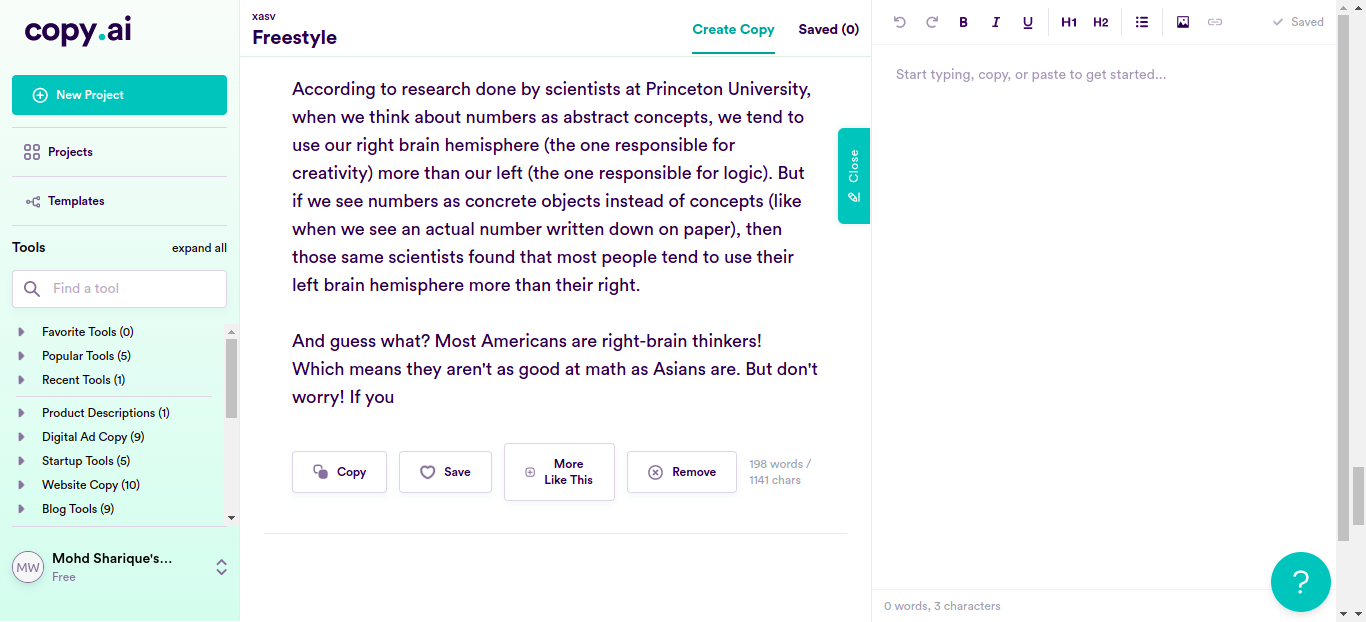 copy.ai
New Project
Projects
Templates
Tools
expand all
Find a tool
Favorite Tools (0)
Popular Tools (5)
Recent Tools (1)
Product Descriptions (1)
Digital Ad Copy (9)
Startup Tools (5)
Website Copy (10)
Blog Tools (9)
MW
Mohd Sharique's...
Free
xasv
Freestyle
Create Copy
Saved (0)
According to research done by scientists at Princeton University,
when we think about numbers as abstract concepts, we tend to
use our right brain hemisphere (the one responsible for
creativity) more than our left (the one responsible for logic). But
if we see numbers as concrete objects instead of concepts (like
when we see an actual number written down on paper), then
those same scientists found that most people tend to use their
left brain hemisphere more than their right.
And guess what? Most Americans are right-brain thinkers!
Which means they aren't as good at math as Asians are. But don't
worry! If you
Copy
Save
More
Like This
Remove
198 words /
1141 chars
Close
B
I
U
H1
H2
Saved
Start typing, copy, or paste to get started...
0 words, 3 characters
?